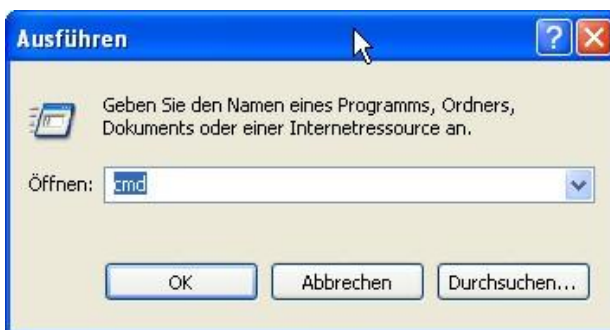 Ausführen
Geben Sie den Namen eines Programms, Ordners,
Dokuments oder einer Internetressource an.
Öffnen: cmd
OK Abbrechen Durchsuchen...